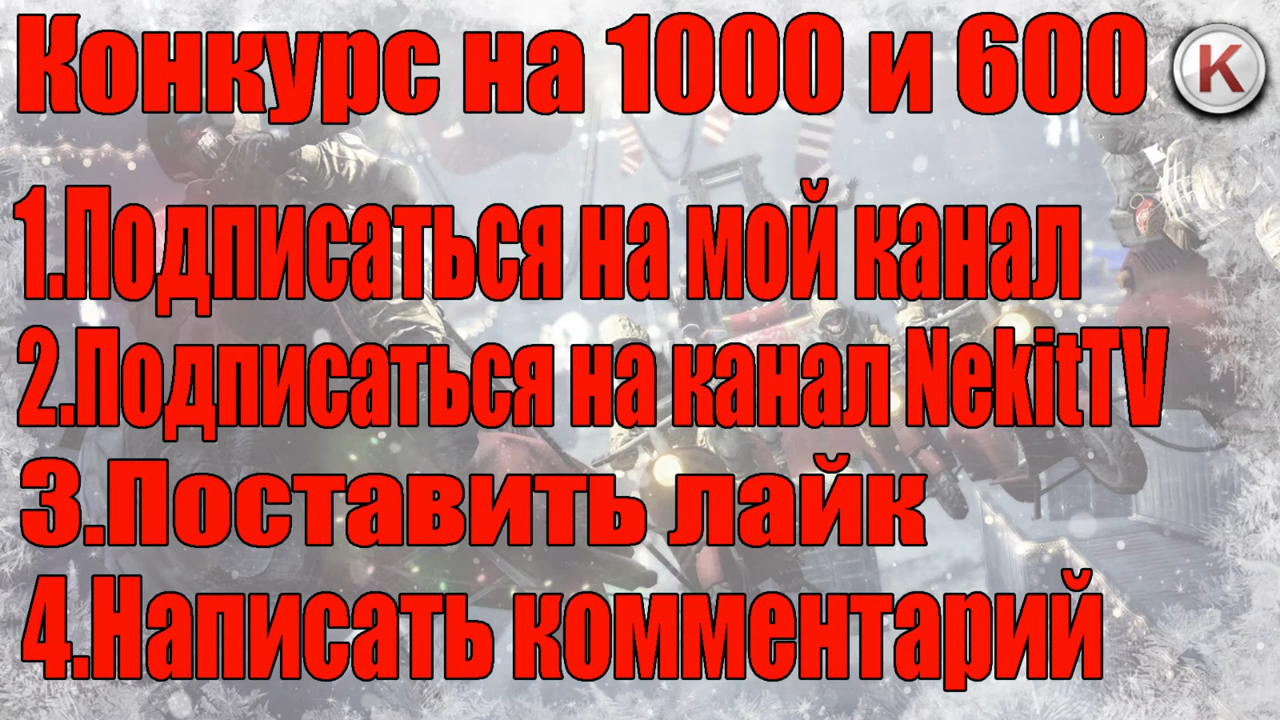 Конкурс на 1000 и 600 K
1.Подписаться на мой канал
2.Подписаться на канал NekitTV
3.Поставить лайк
4.Написать комментарий